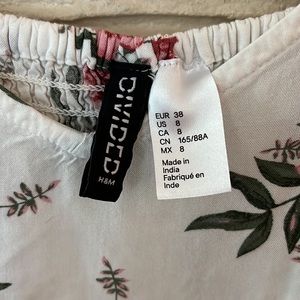 DIVIDED
H&M
EUR 38
US 8
CA 8
CN 165/88A
MX 8
Made in
India
Fabriqué en
Inde